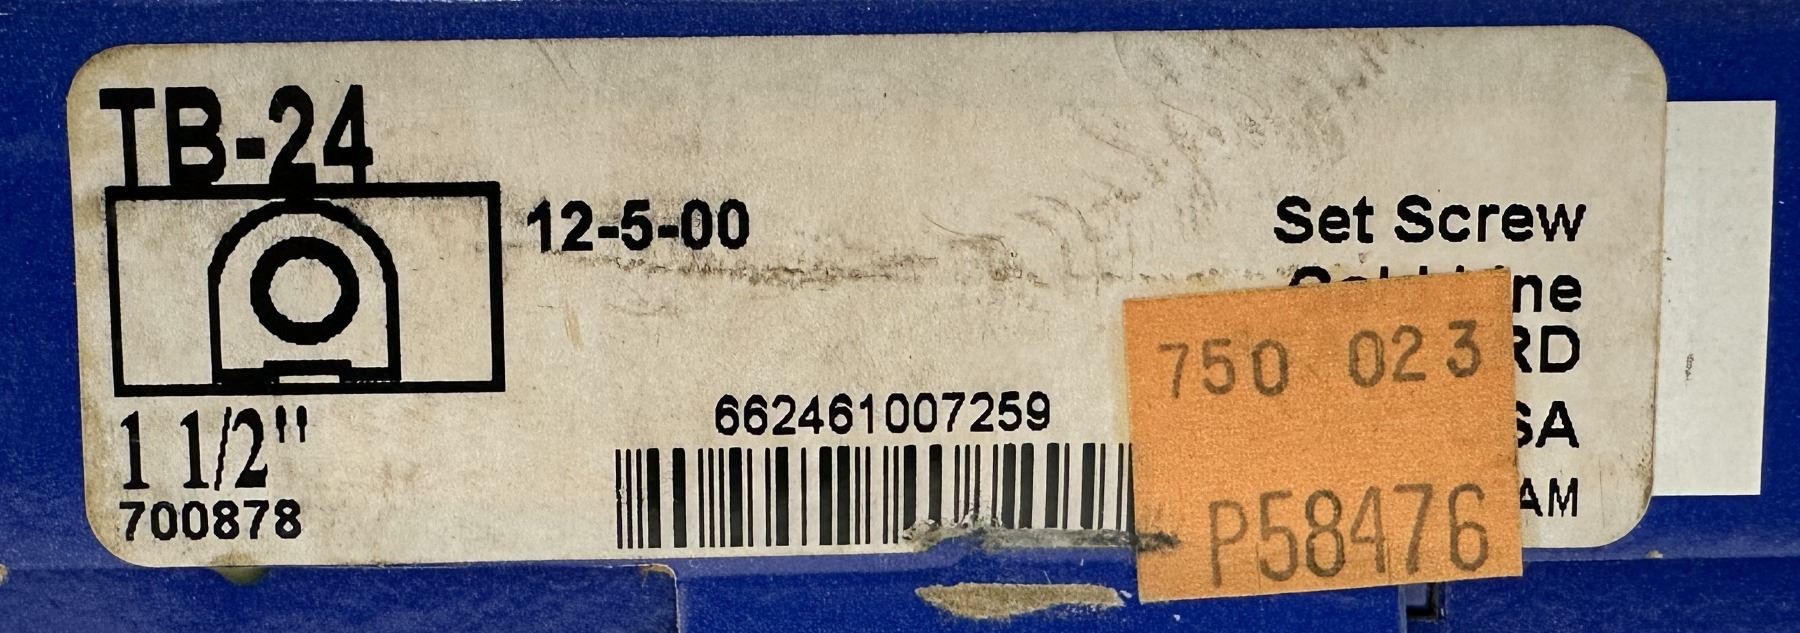 TB-24
12-5-00
Set Screw
ne
RD
SA
AM
1 1/2"
700878
662461007259
750 023
P58476